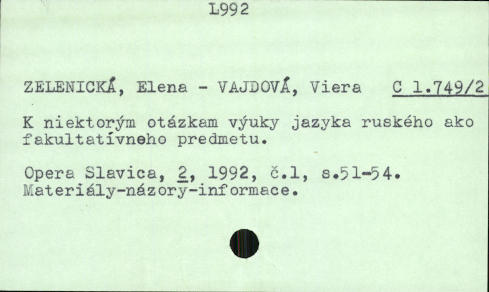 L992
ZELENICKÁ, Elena - VAJDOVÁ, Viera C 1.749/2
K niektorým otázkam výuky jazyka ruského ako
fakultatívneho predmetu.
Opera Slavica, 2, 1992, č.1, s.51-54.
Materiály-názory-informace.